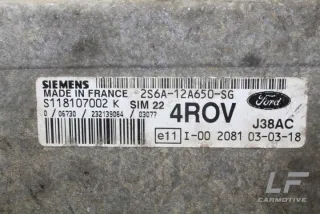 SIEMENS
MADE IN FRANCE 2S6A-12A650-SG
S118107002 K SIM 22 4ROV Ford
0 /06730 / 232139084 / 03077 J38AC
e11 I-00 2081 03-03-18
LF
CARMOTIVE